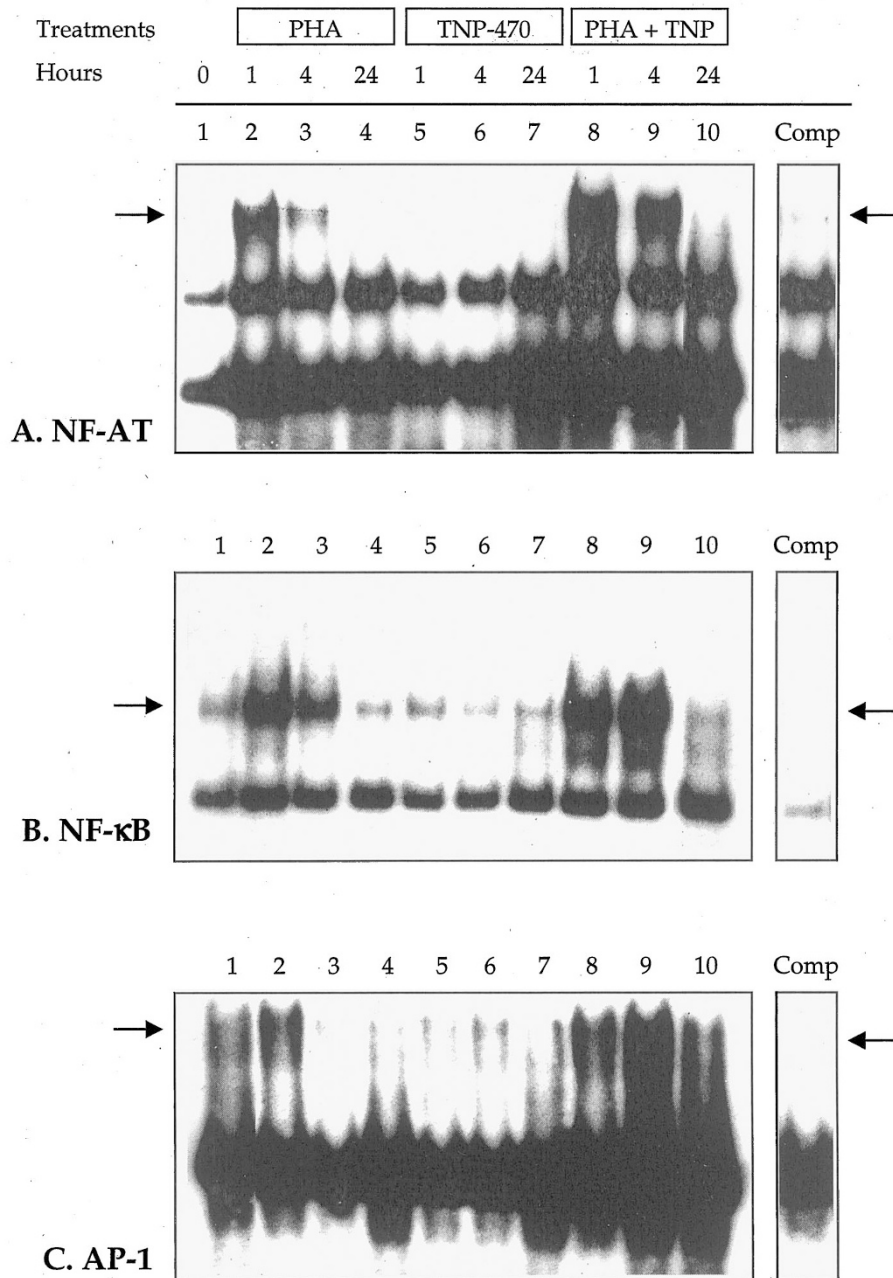 Treatments PHA TNP-470 PHA + TNP
Hours 0 1 4 24 1 4 24 1 4 24
1 2 3 4 5 6 7 8 9 10 Comp
A. NF-AT
1 2 3 4 5 6 7 8 9 10 Comp
B. NF-κB
1 2 3 4 5 6 7 8 9 10 Comp
C. AP-1